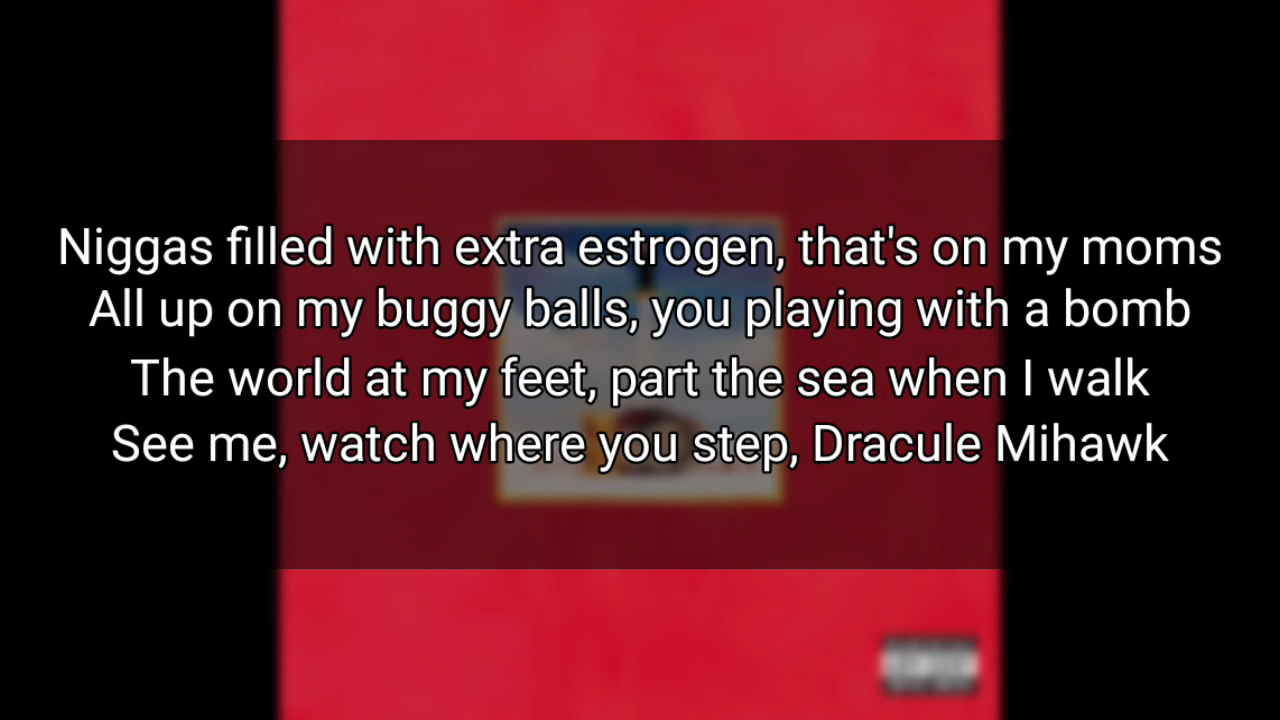 Niggas filled with extra estrogen, that's on my moms
All up on my buggy balls, you playing with a bomb
The world at my feet, part the sea when I walk
See me, watch where you step, Dracule Mihawk